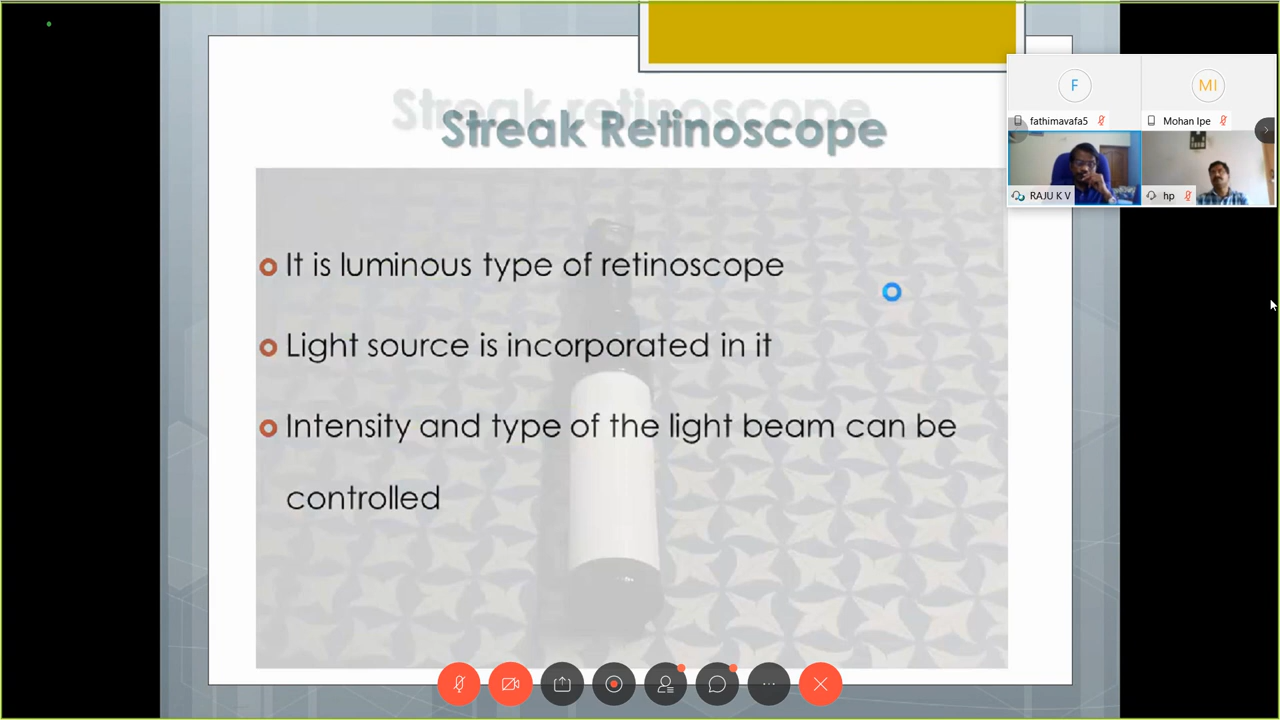 Streak retinoscope
Streak Retinoscope
It is luminous type of retinoscope
Light source is incorporated in it
Intensity and type of the light beam can be
controlled
F
MI
fathimavafa5
Mohan Ipe
RAJU K V
hp